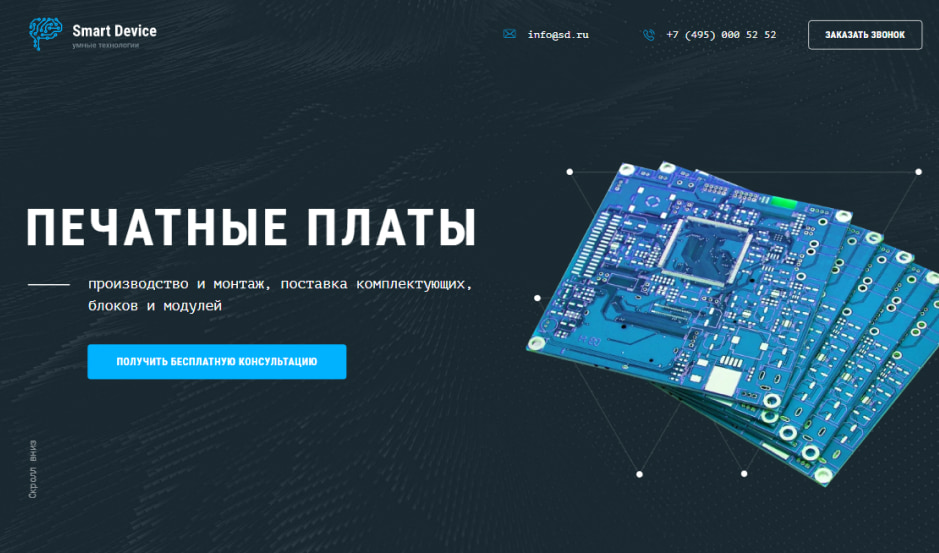 Smart Device
умные технологии
info@sd.ru
+7 (495) 000 52 52
ЗАКАЗАТЬ ЗВОНОК
ПЕЧАТНЫЕ ПЛАТЫ
производство и монтаж, поставка комплектующих,
блоков и модулей
ПОЛУЧИТЬ БЕСПЛАТНУЮ КОНСУЛЬТАЦИЮ
Скролл вниз